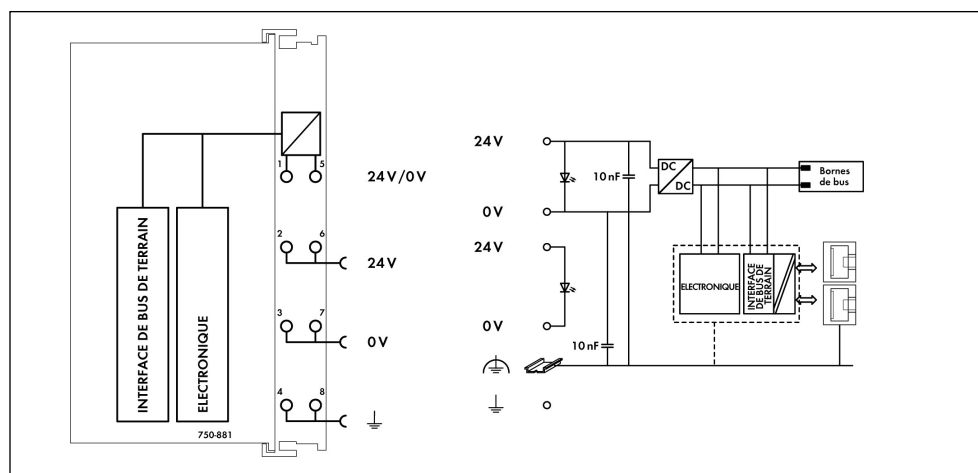 INTERFACE DE BUS DE TERRAIN
ELECTRONIQUE
750-881
1 5
24V/0V
2 6
24V
3 7
0V
4 8
24V
0V
24V
0V
10nF
10nF
DC
DC
Bornes
de bus
ELECTRONIQUE
INTERFACE
DE BUS DE
TERRAIN